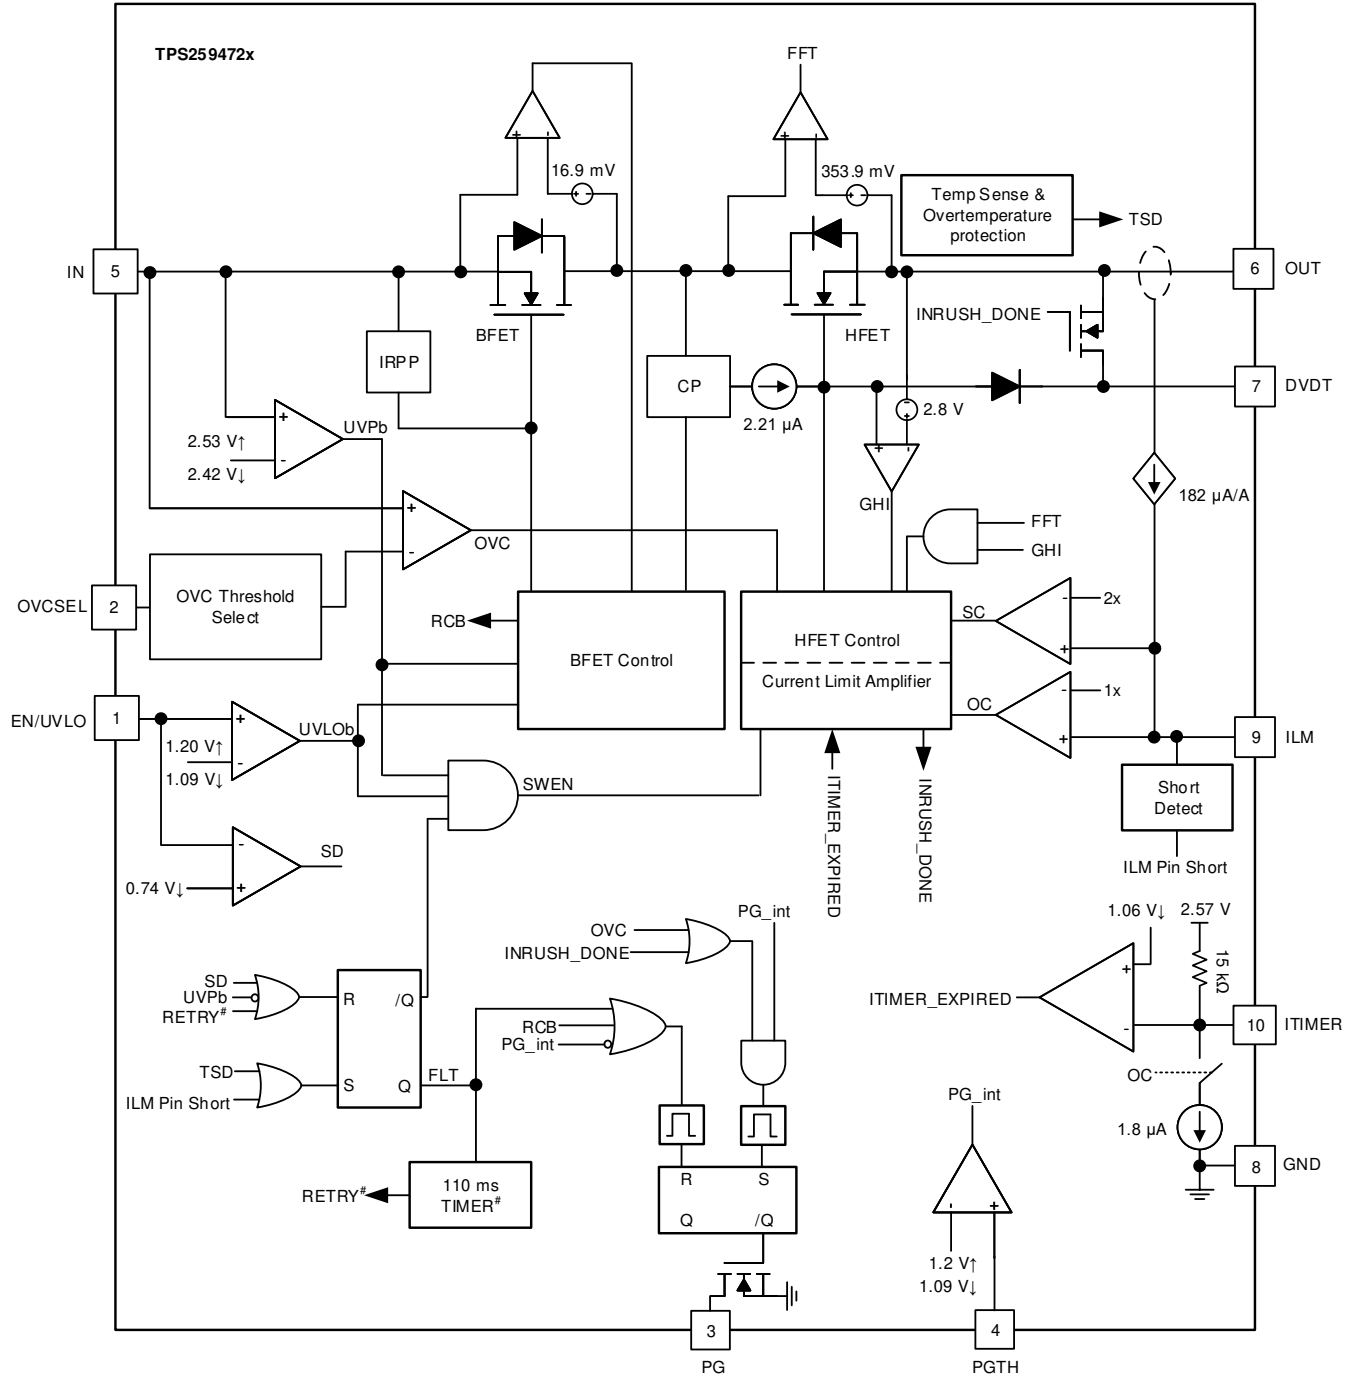 TPS259472x
FFT
+
-
16.9 mV
+ -
+
-
353.9 mV
+ -
Temp Sense &
Overtemperature
protection
TSD
IN
5
6
OUT
BFET
HFET
INRUSH_DONE
IRPP
CP
2.21 µA
2.8 V
-
+
7
DVDT
+
-
UVPb
2.53 V↑
2.42 V↓
+
-
GHI
182 µA/A
+
-
OVC
FFT
GHI
OVCSEL
2
OVC Threshold
Select
RCB
BFET Control
HFET Control
Current Limit Amplifier
SC
-
2x
+
OC
-
1x
+
EN/UVLO
1
+
-
UVLOb
1.20 V↑
1.09 V↓
9
ILM
SWEN
ITIMER_EXPIRED
INRUSH_DONE
Short
Detect
ILM Pin Short
-
+
SD
0.74 V↓
PG_int
OVC
INRUSH_DONE
1.06 V↓
2.57 V
15 kΩ
+
-
ITIMER_EXPIRED
10
ITIMER
SD
UVPb
RETRY#
R
/Q
S
Q
FLT
TSD
ILM Pin Short
RCB
PG_int
OC
1.8 µA
8
GND
RETRY#
110 ms
TIMER#
R
S
Q
/Q
PG_int
-
+
1.2 V↑
1.09 V↓
3
PG
4
PGTH